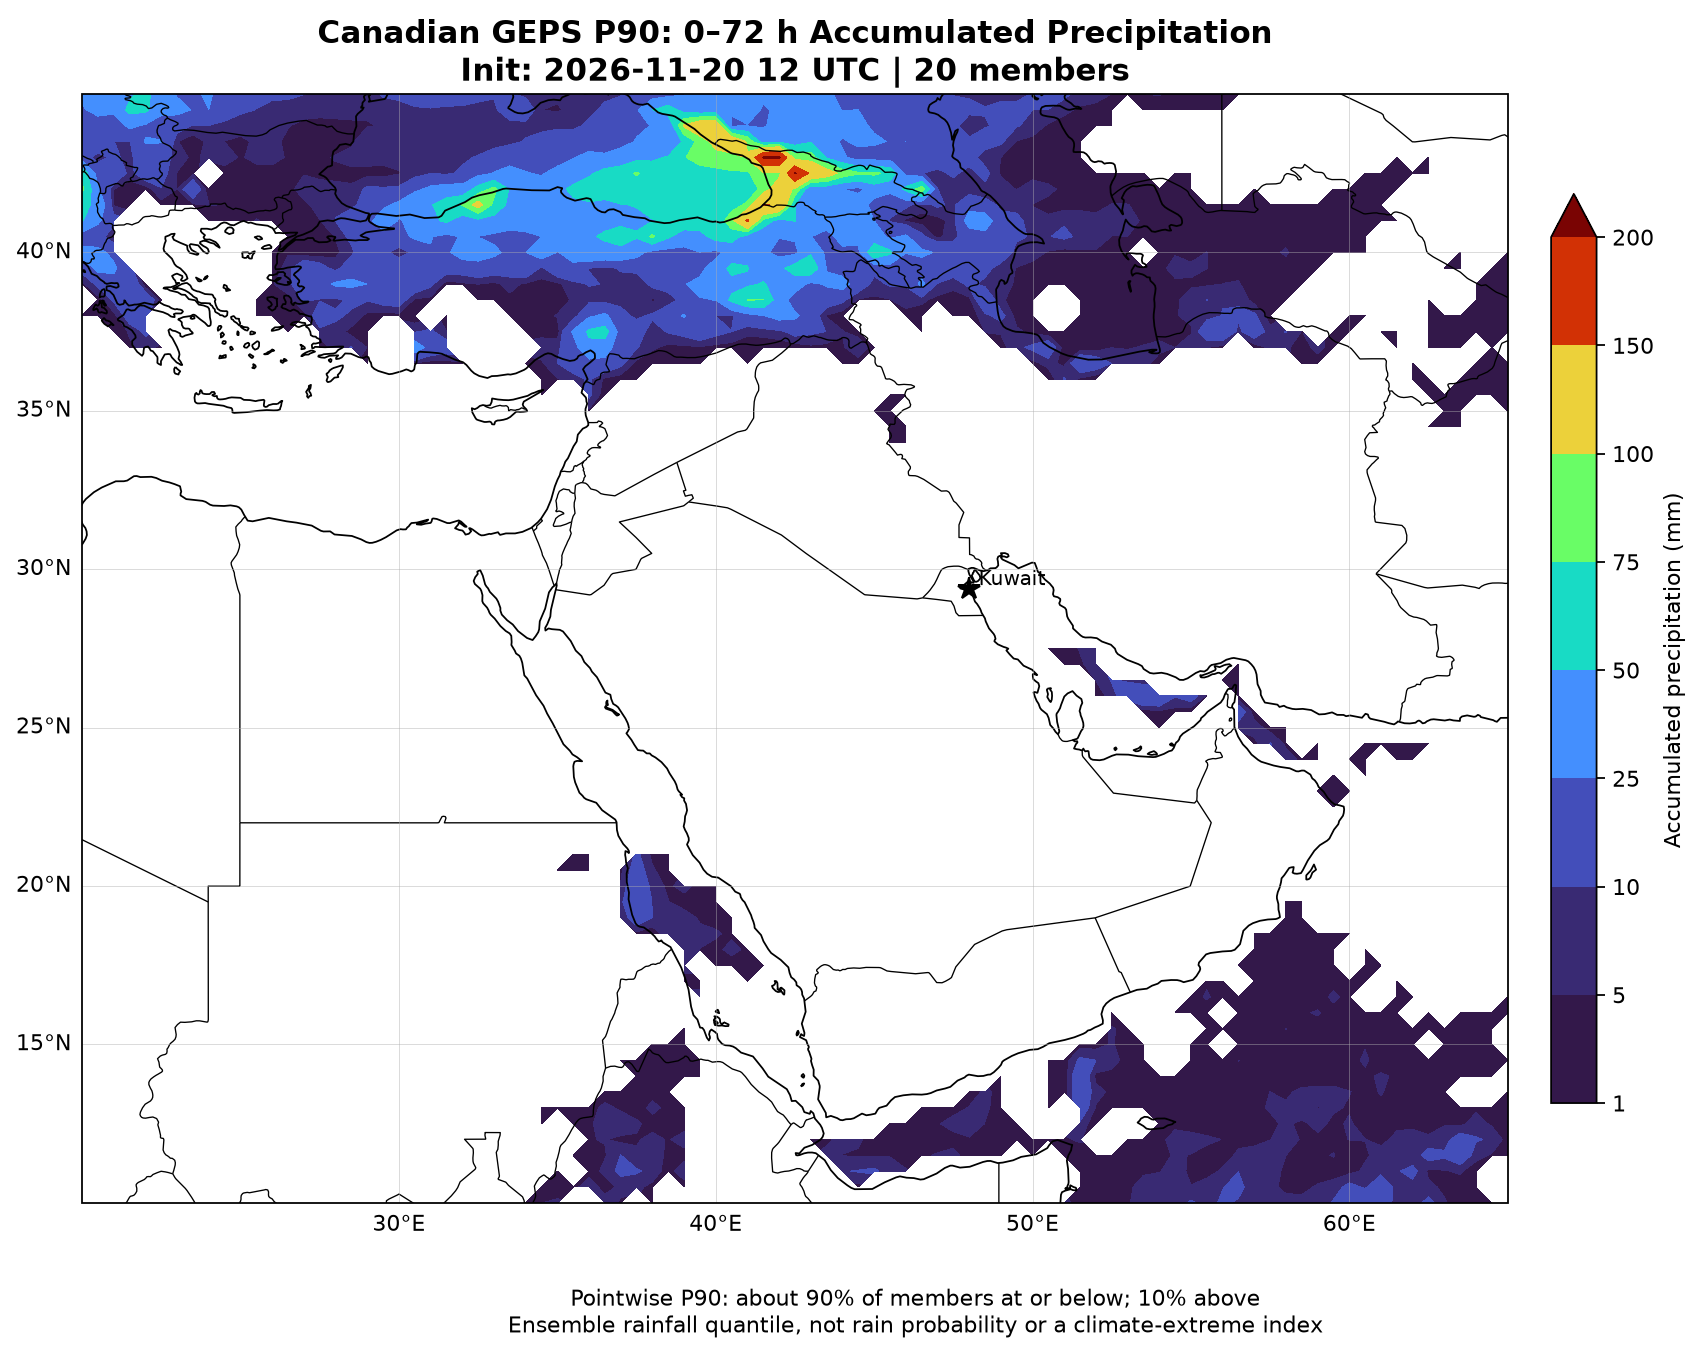 Canadian GEPS P90: 0–72 h Accumulated Precipitation
Init: 2026-11-20 12 UTC | 20 members
40°N
35°N
30°N
25°N
20°N
15°N
30°E
40°E
50°E
60°E
Kuwait
200
150
100
75
50
25
10
5
1
Accumulated precipitation (mm)
Pointwise P90: about 90% of members at or below; 10% above
Ensemble rainfall quantile, not rain probability or a climate-extreme index